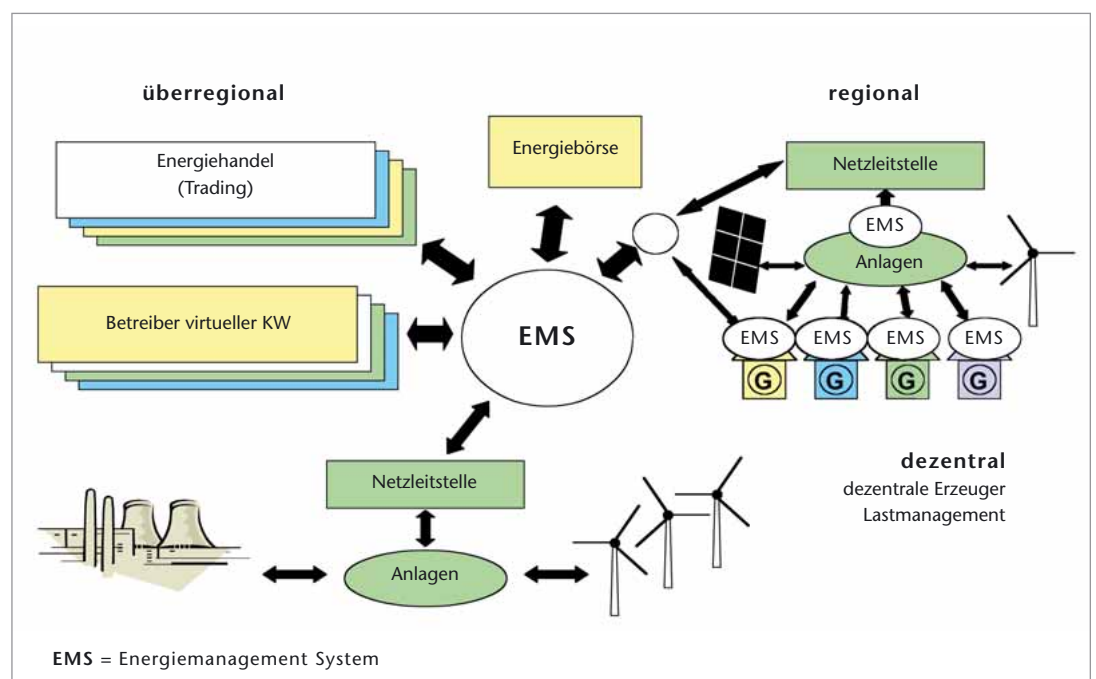 überregional
regional
Energiehandel
(Trading)
Energiebörse
Netzleitstelle
EMS
Anlagen
Betreiber virtueller KW
EMS
EMS
EMS
EMS
EMS
G
G
G
G
dezentral
dezentrale Erzeuger
Lastmanagement
Netzleitstelle
Anlagen
EMS = Energiemanagement System